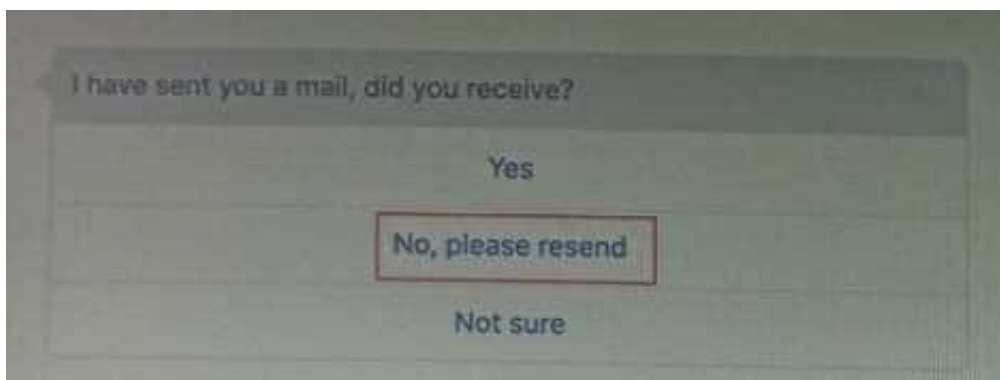 I have sent you a mail, did you receive?
Yes
No, please resend
Not sure